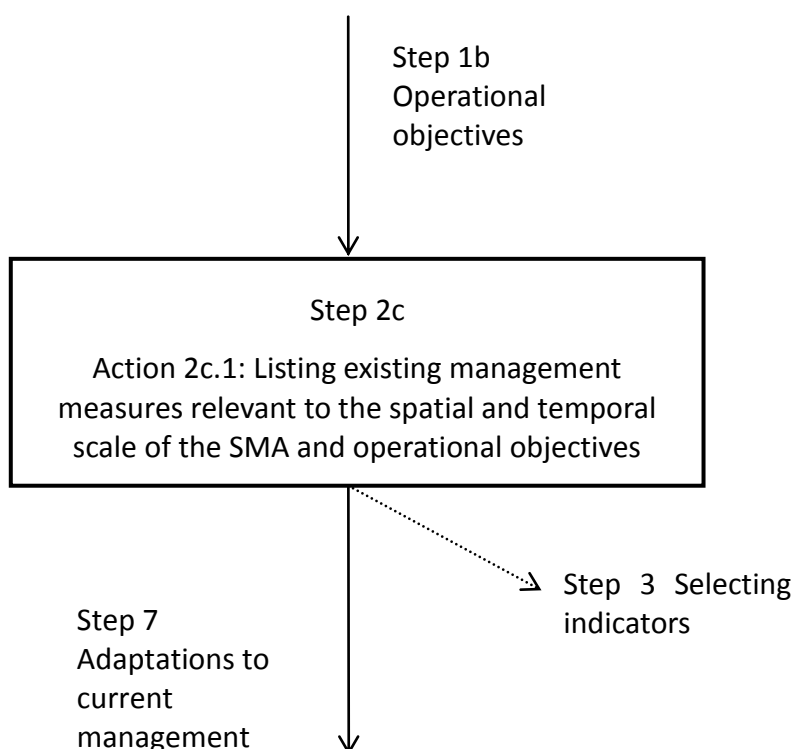 Step 1b
Operational
objectives
Step 2c
Action 2c.1: Listing existing management
measures relevant to the spatial and temporal
scale of the SMA and operational objectives
Step 3 Selecting
indicators
Step 7
Adaptations to
current
management